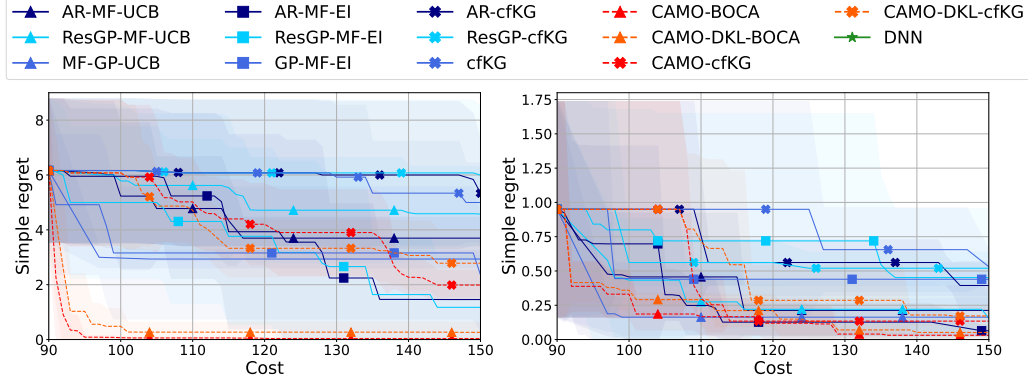 AR-MF-UCB AR-MF-EI AR-cfKG CAMO-BOCA CAMO-DKL-cfKG
ResGP-MF-UCB ResGP-MF-EI ResGP-cfKG CAMO-DKL-BOCA DNN
MF-GP-UCB GP-MF-EI cfKG CAMO-cfKG
Simple regret
8
6
4
2
0
90 100 110 120 130 140 150
Cost
Simple regret
1.75
1.50
1.25
1.00
0.75
0.50
0.25
0.00
90 100 110 120 130 140 150
Cost